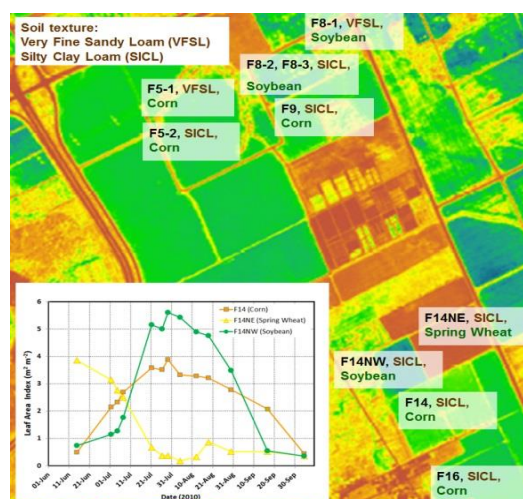 Soil texture:
Very Fine Sandy Loam (VFSL)
Silty Clay Loam (SICL)
F8-1, VFSL,
Soybean
F8-2, F8-3, SICL,
Soybean
F5-1, VFSL,
Corn
F9, SICL,
Corn
F5-2, SICL,
Corn
F14NE, SICL,
Spring Wheat
F14NW, SICL,
Soybean
F14, SICL,
Corn
F16, SICL,
Corn
F14 (Corn)
F14NE (Spring Wheat)
F14NW (Soybean)
Leaf Area Index (m² m⁻²)
6
5
4
3
2
1
0
01-Jun
11-Jun
21-Jun
01-Jul
11-Jul
21-Jul
31-Jul
10-Aug
21-Aug
31-Aug
10-Sep
20-Sep
30-Sep
Date (2010)